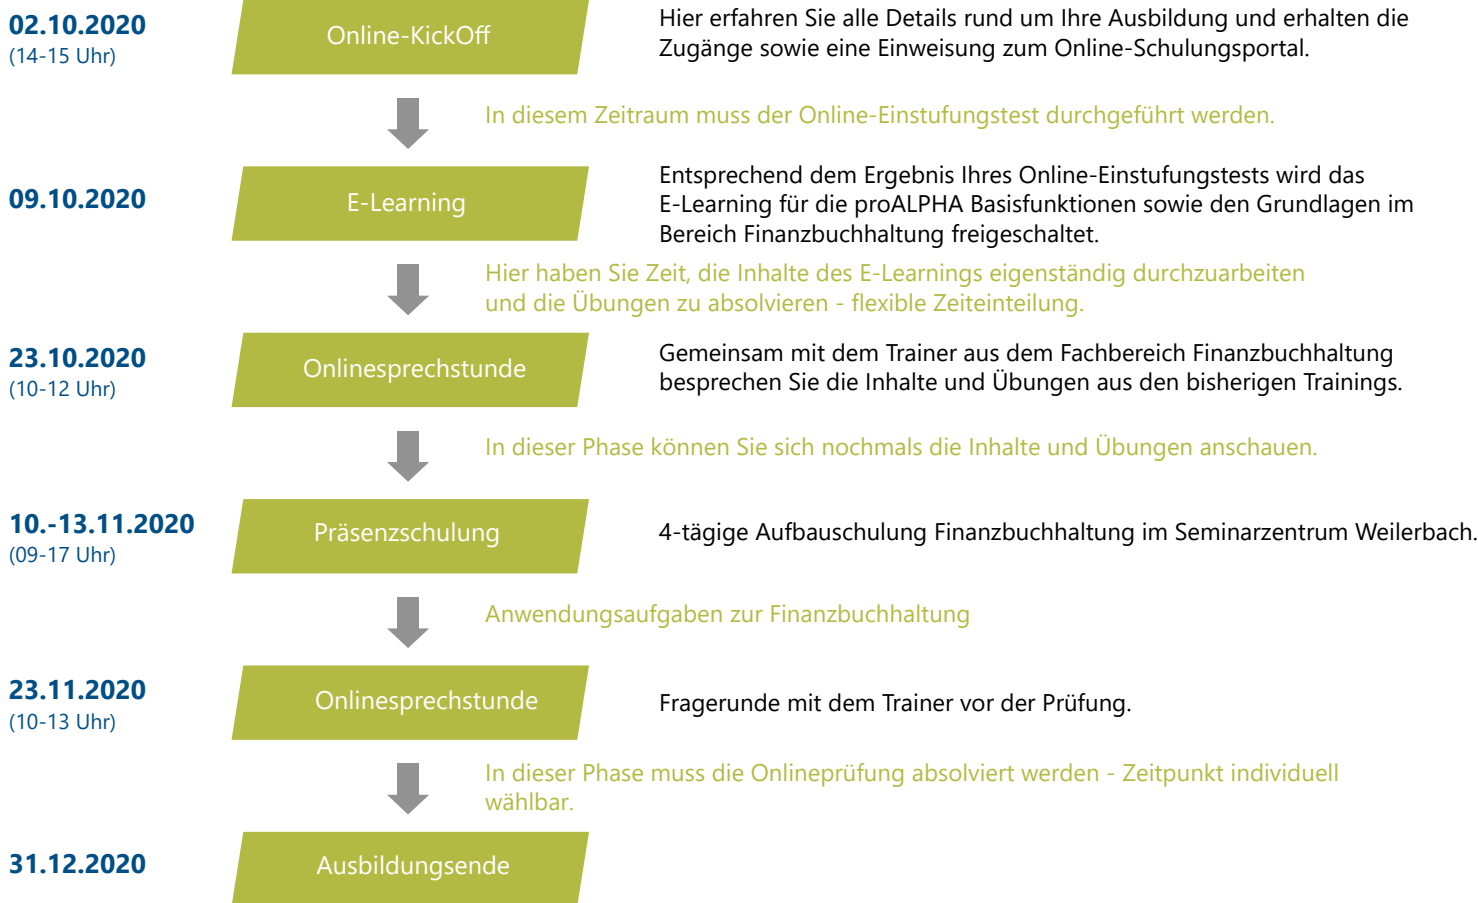 02.10.2020
(14-15 Uhr)
Online-KickOff
Hier erfahren Sie alle Details rund um Ihre Ausbildung und erhalten die
Zugänge sowie eine Einweisung zum Online-Schulungsportal.
In diesem Zeitraum muss der Online-Einstufungstest durchgeführt werden.
09.10.2020
E-Learning
Entsprechend dem Ergebnis Ihres Online-Einstufungstests wird das
E-Learning für die proALPHA Basisfunktionen sowie den Grundlagen im
Bereich Finanzbuchhaltung freigeschaltet.
Hier haben Sie Zeit, die Inhalte des E-Learnings eigenständig durchzuarbeiten
und die Übungen zu absolvieren - flexible Zeiteinteilung.
23.10.2020
(10-12 Uhr)
Onlinesprechstunde
Gemeinsam mit dem Trainer aus dem Fachbereich Finanzbuchhaltung
besprechen Sie die Inhalte und Übungen aus den bisherigen Trainings.
In dieser Phase können Sie sich nochmals die Inhalte und Übungen anschauen.
10.-13.11.2020
(09-17 Uhr)
Präsenzschulung
4-tägige Aufbauschulung Finanzbuchhaltung im Seminarzentrum Weilerbach.
Anwendungsaufgaben zur Finanzbuchhaltung
23.11.2020
(10-13 Uhr)
Onlinesprechstunde
Fragerunde mit dem Trainer vor der Prüfung.
In dieser Phase muss die Onlineprüfung absolviert werden - Zeitpunkt individuell
wählbar.
31.12.2020
Ausbildungsende